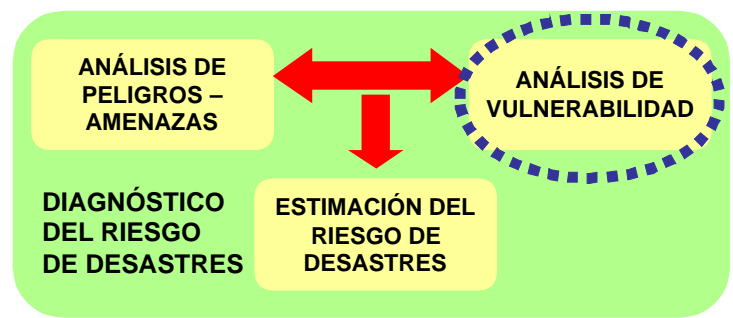 ANÁLISIS DE
PELIGROS –
AMENAZAS
ANÁLISIS DE
VULNERABILIDAD
DIAGNÓSTICO
DEL RIESGO
DE DESASTRES
ESTIMACIÓN DEL
RIESGO DE
DESASTRES